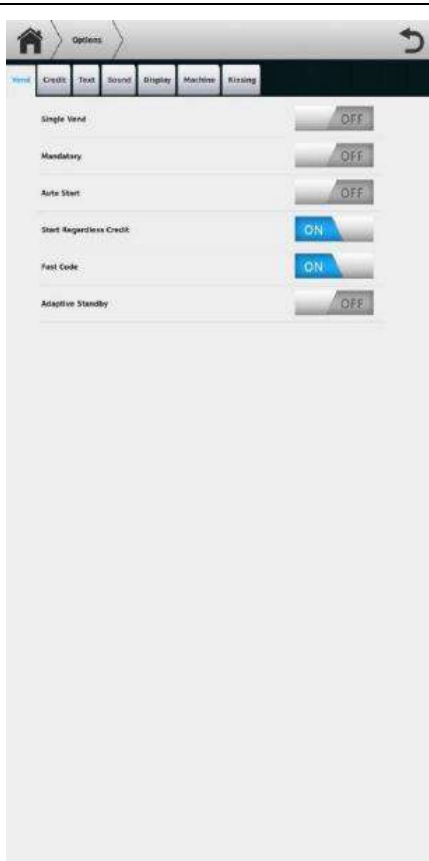 Options
Vend Credit Text Sound Display Machine Rinsing
Single Vend OFF
Mandatory OFF
Auto Start OFF
Start Regardless Credit ON
Fast Code ON
Adaptive Standby OFF